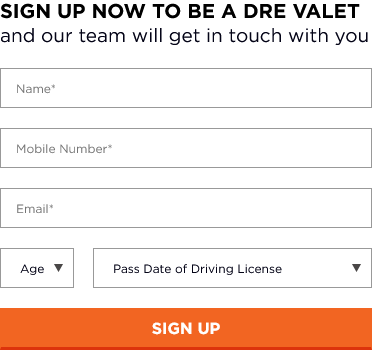 SIGN UP NOW TO BE A DRE VALET
and our team will get in touch with you
Name*
Mobile Number*
Email*
Age
Pass Date of Driving License
SIGN UP